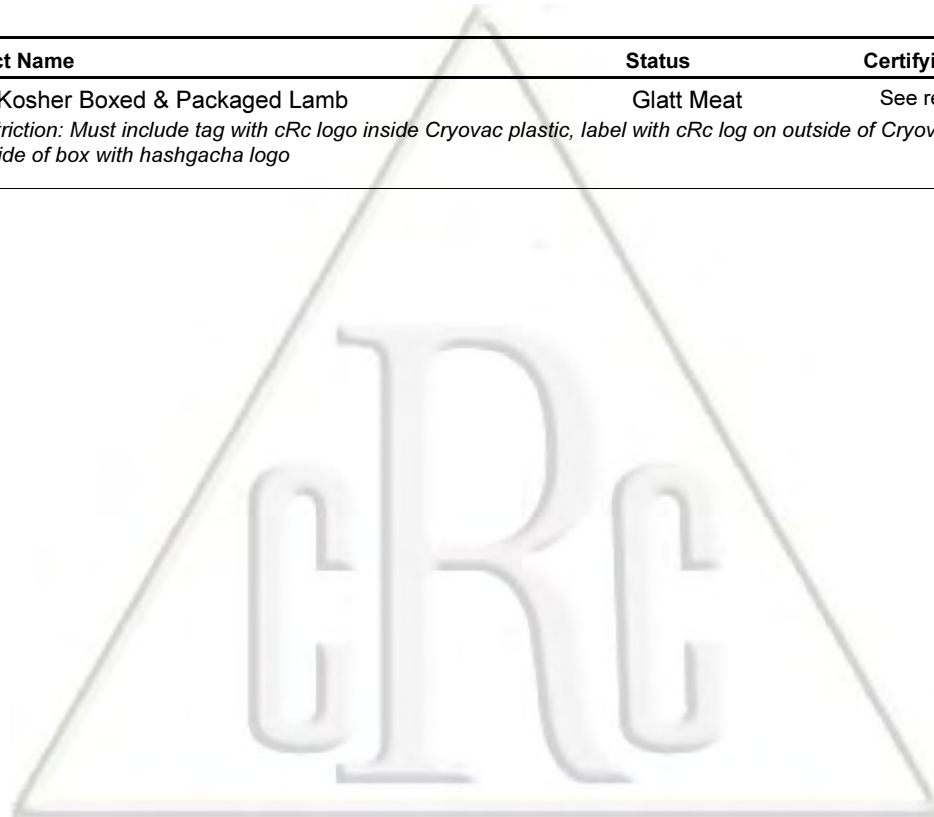 ct Name Status Certifyi
Kosher Boxed & Packaged Lamb Glatt Meat See re
riction: Must include tag with cRc logo inside Cryovac plastic, label with cRc log on outside of Cryov
ide of box with hashgacha logo
cRc